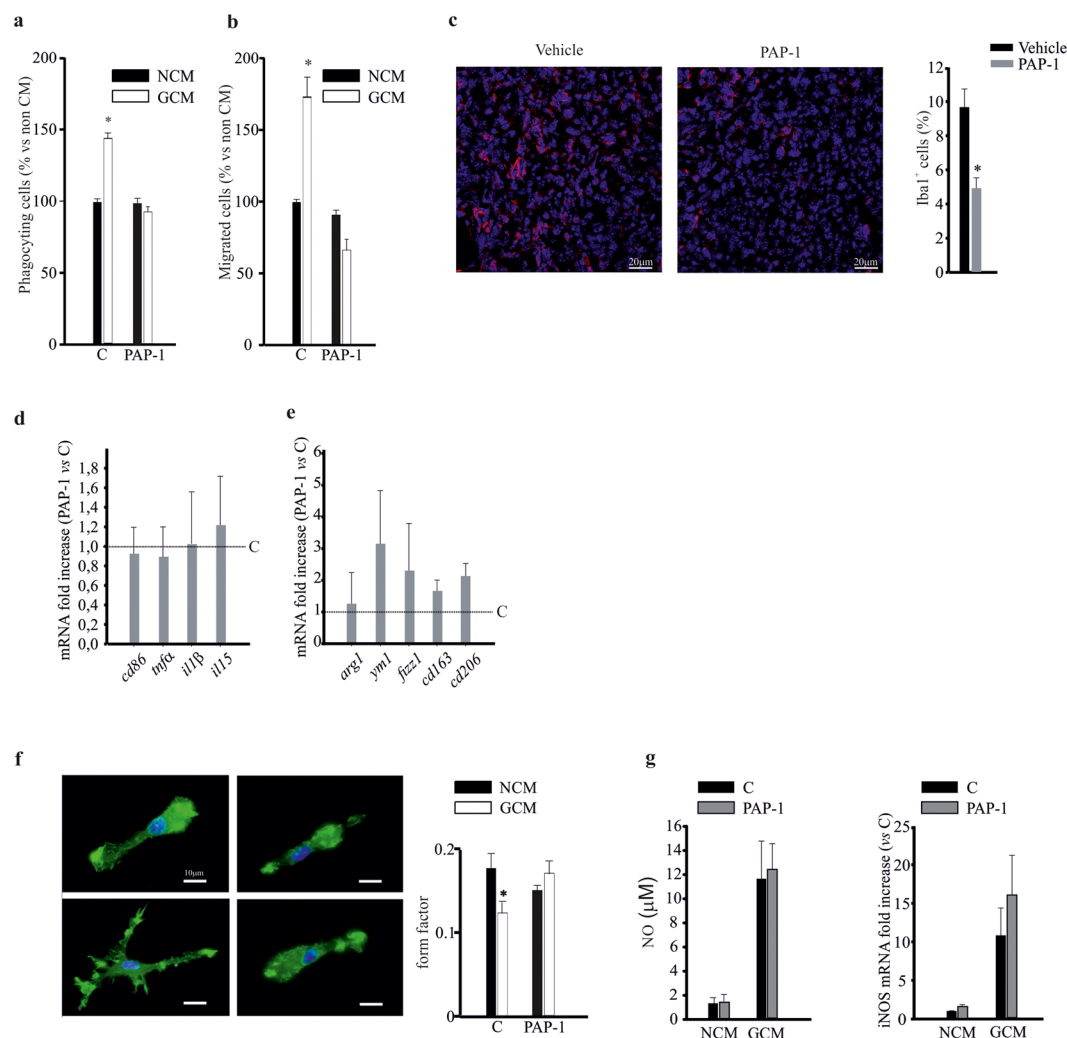 a
Phagocyting cells (% vs non CM)
200
150
100
50
0
NCM
GCM
*
C PAP-1
b
Migrated cells (% vs non CM)
200
150
100
50
0
NCM
GCM
*
C PAP-1
c
Vehicle
PAP-1
20µm
20µm
Vehicle
PAP-1
Iba1+ cells (%)
12
10
8
6
4
2
0
*
d
mRNA fold increase (PAP-1 vs C)
1,8
1,6
1,4
1,2
1,0
0,8
0,6
0,4
0,2
0,0
C
cd86 tnfα il1β il15
e
mRNA fold increase (PAP-1 vs C)
6
5
4
3
2
1
0
C
arg1 ym1 fizz1 cd163 cd206
f
10µm
NCM
GCM
form factor
0.2
0.1
0
*
C PAP-1
g
C
PAP-1
NO (µM)
16
14
12
10
8
6
4
2
0
NCM GCM
C
PAP-1
iNOS mRNA fold increase (vs C)
25
20
15
10
5
0
NCM GCM